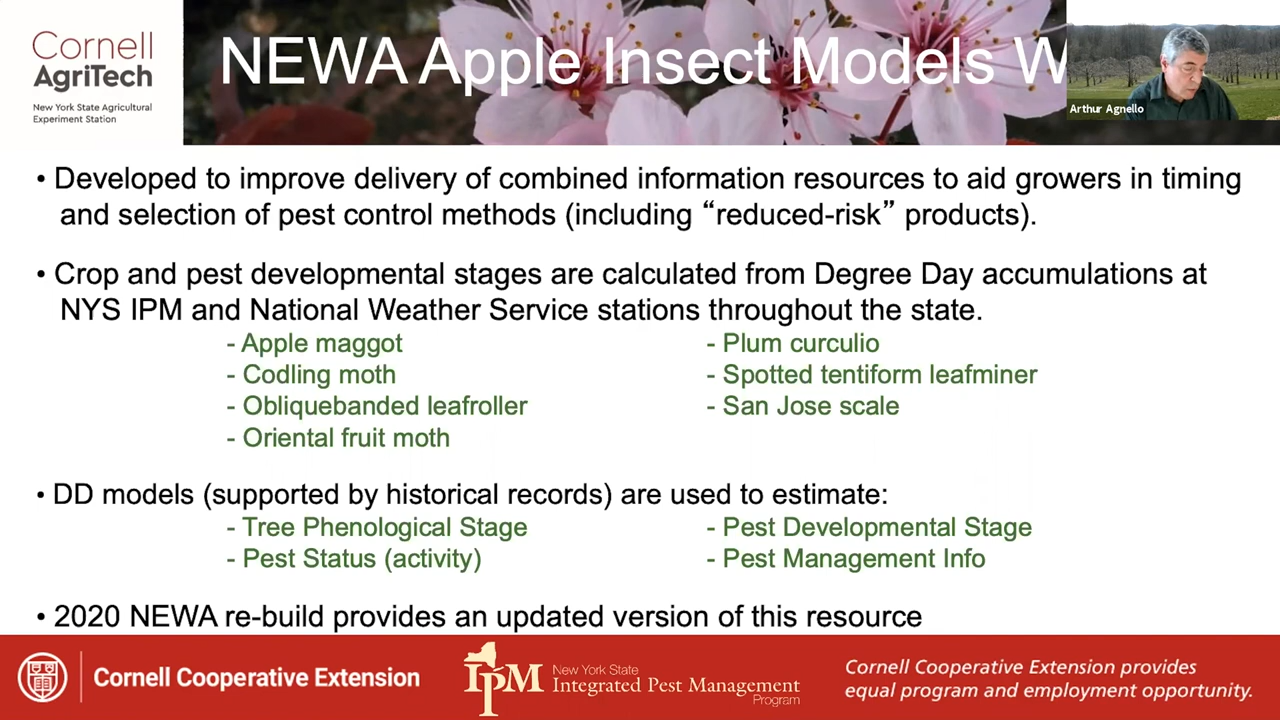 Cornell
AgriTech
New York State Agricultural
Experiment Station
NEWA Apple Insect Models W
Arthur Agnello
• Developed to improve delivery of combined information resources to aid growers in timing
and selection of pest control methods (including “reduced-risk” products).
• Crop and pest developmental stages are calculated from Degree Day accumulations at
NYS IPM and National Weather Service stations throughout the state.
- Apple maggot
- Codling moth
- Obliquebanded leafroller
- Oriental fruit moth
- Plum curculio
- Spotted tentiform leafminer
- San Jose scale
• DD models (supported by historical records) are used to estimate:
- Tree Phenological Stage
- Pest Status (activity)
- Pest Developmental Stage
- Pest Management Info
• 2020 NEWA re-build provides an updated version of this resource
Cornell Cooperative Extension
IPM
New York State
Integrated Pest Management
Program
Cornell Cooperative Extension provides
equal program and employment opportunity.